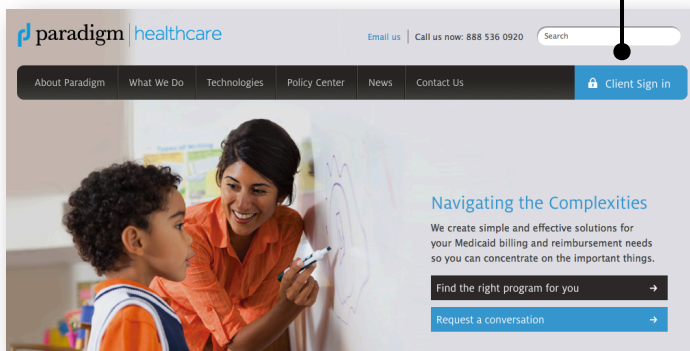 paradigm healthcare
Email us | Call us now: 888 536 0920
Search
About Paradigm
What We Do
Technologies
Policy Center
News
Contact Us
Client Sign in
Types of Writing
Navigating the Complexities
We create simple and effective solutions for
your Medicaid billing and reimbursement needs
so you can concentrate on the important things.
Find the right program for you →
Request a conversation →